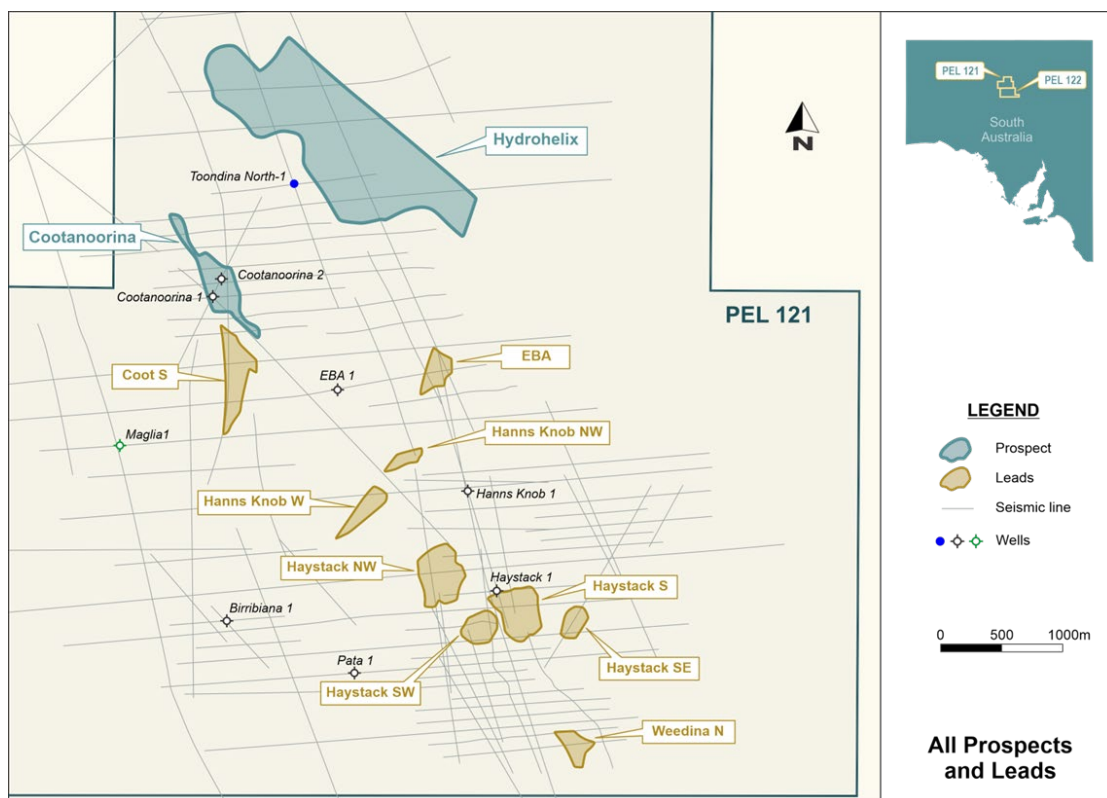 Hydrohelix
Toondina North-1
Cootanoorina
Cootanoorina 2
Cootanoorina 1
PEL 121
Coot S
EBA 1
EBA
Maglia1
Hanns Knob NW
Hanns Knob W
Hanns Knob 1
Haystack NW
Haystack 1
Haystack S
Birribiana 1
Pata 1
Haystack SW
Haystack SE
Weedina N
N
PEL 121
PEL 122
South
Australia
LEGEND
Prospect
Leads
Seismic line
Wells
0 500 1000m
All Prospects
and Leads